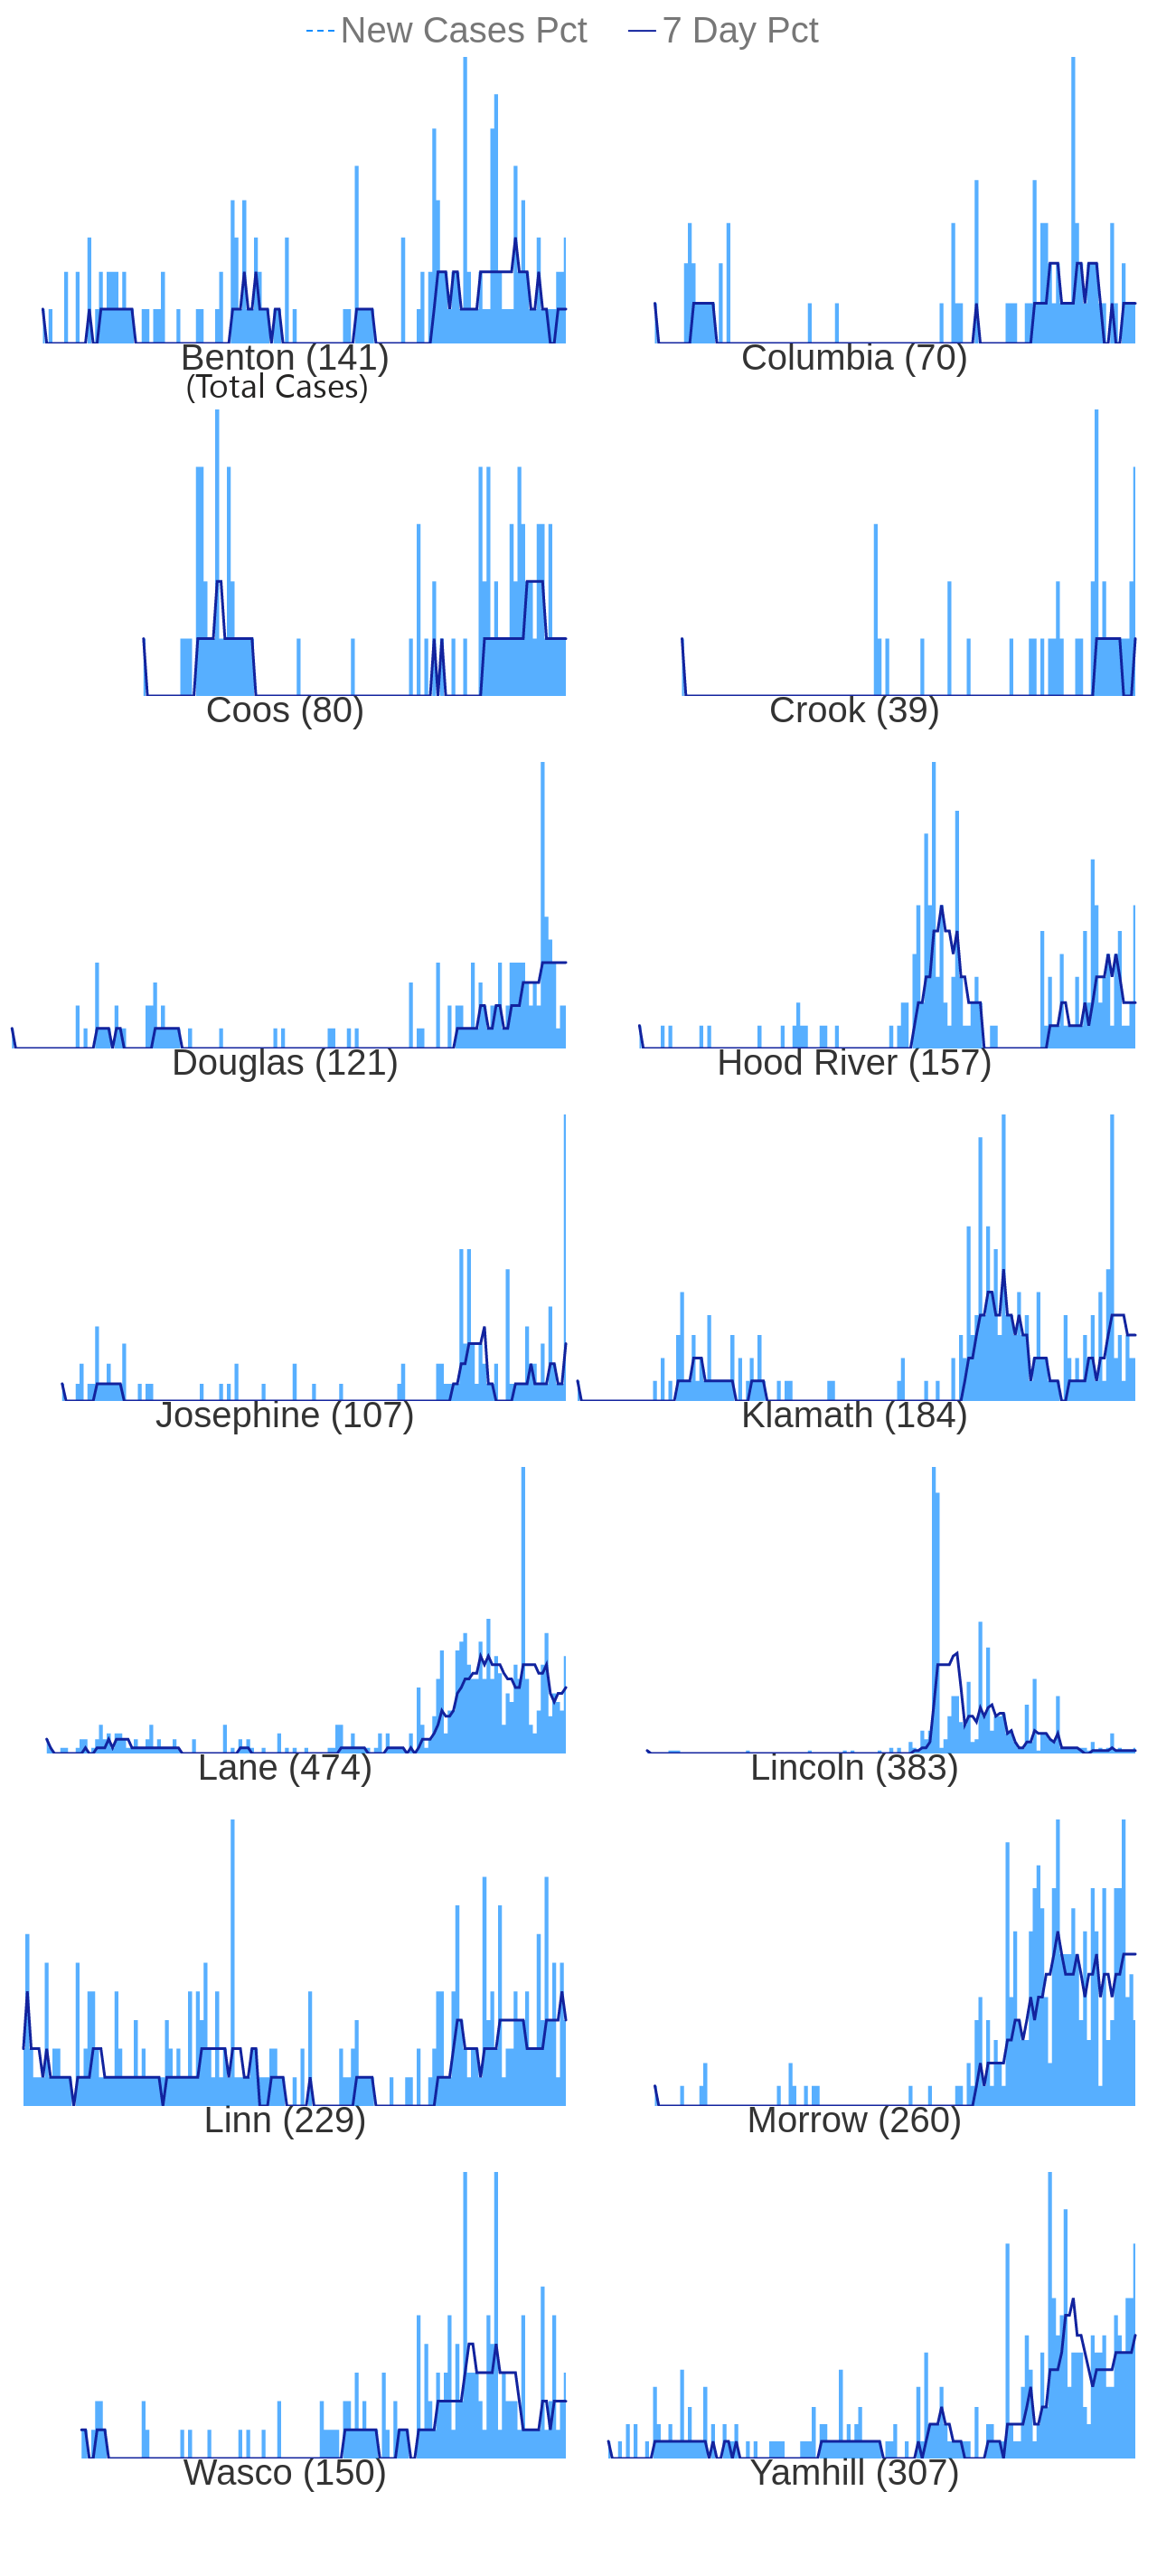 New Cases Pct 7 Day Pct
Benton (141) Columbia (70)
(Total Cases)
Coos (80) Crook (39)
Douglas (121) Hood River (157)
Josephine (107) Klamath (184)
Lane (474) Lincoln (383)
Linn (229) Morrow (260)
Wasco (150) Yamhill (307)